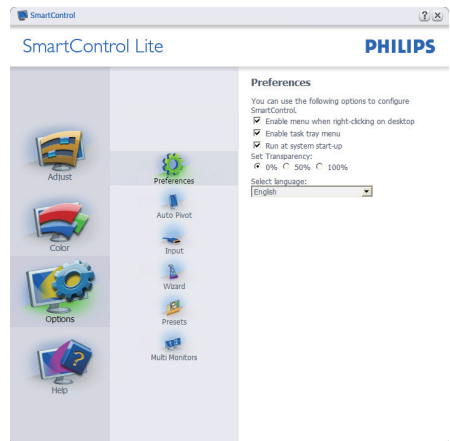 SmartControl
? x
SmartControl Lite
PHILIPS
Adjust
Color
Options
Help
Preferences
Auto Pivot
Input
Wizard
Presets
Multi Monitors
Preferences
You can use the following options to configure
SmartControl.
Enable menu when right-clicking on desktop
Enable task tray menu
Run at system start-up
Set Transparency:
0% 50% 100%
Select language:
English